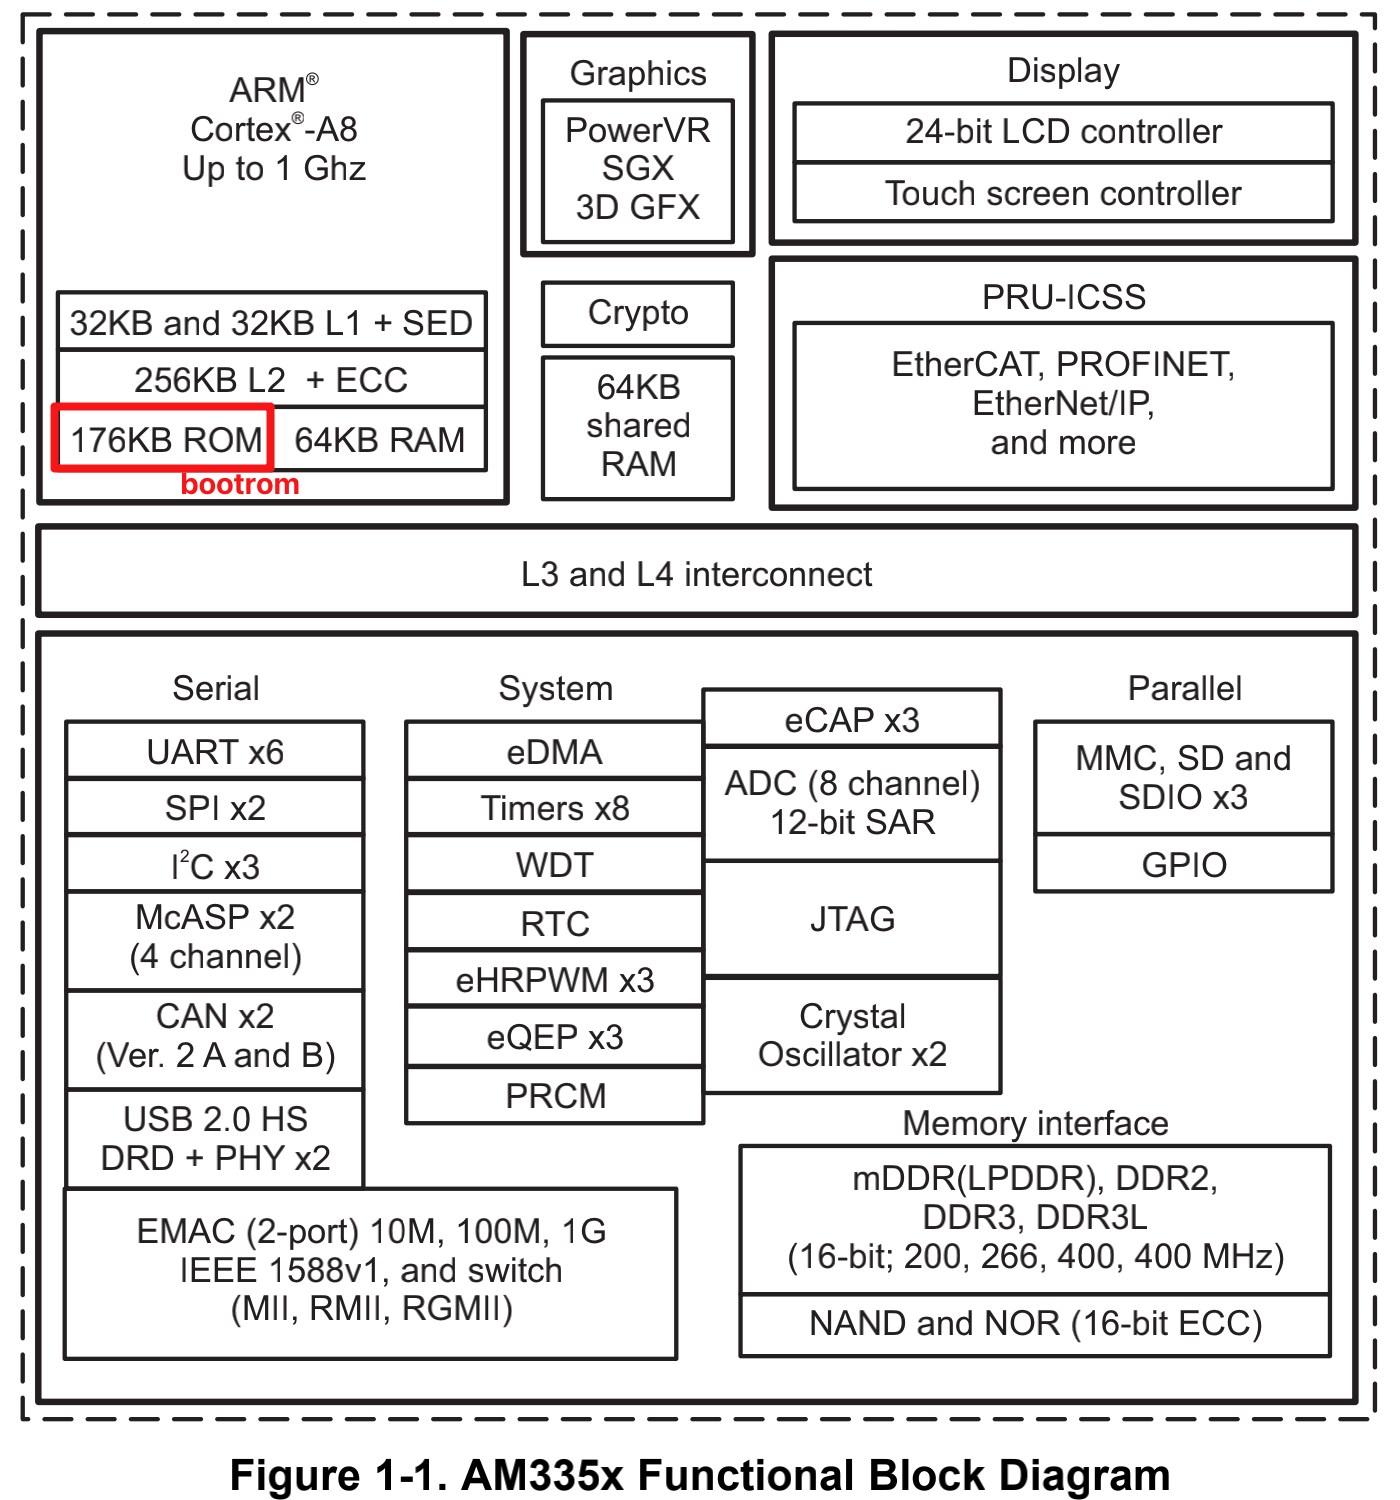 ARM®
Cortex®-A8
Up to 1 Ghz
32KB and 32KB L1 + SED
256KB L2 + ECC
176KB ROM
64KB RAM
bootrom
Graphics
PowerVR
SGX
3D GFX
Crypto
64KB
shared
RAM
Display
24-bit LCD controller
Touch screen controller
PRU-ICSS
EtherCAT, PROFINET,
EtherNet/IP,
and more
L3 and L4 interconnect
Serial
UART x6
SPI x2
I²C x3
McASP x2
(4 channel)
CAN x2
(Ver. 2 A and B)
USB 2.0 HS
DRD + PHY x2
EMAC (2-port) 10M, 100M, 1G
IEEE 1588v1, and switch
(MII, RMII, RGMII)
System
eDMA
Timers x8
WDT
RTC
eHRPWM x3
eQEP x3
PRCM
eCAP x3
ADC (8 channel)
12-bit SAR
JTAG
Crystal
Oscillator x2
Parallel
MMC, SD and
SDIO x3
GPIO
Memory interface
mDDR(LPDDR), DDR2,
DDR3, DDR3L
(16-bit; 200, 266, 400, 400 MHz)
NAND and NOR (16-bit ECC)
Figure 1-1. AM335x Functional Block Diagram